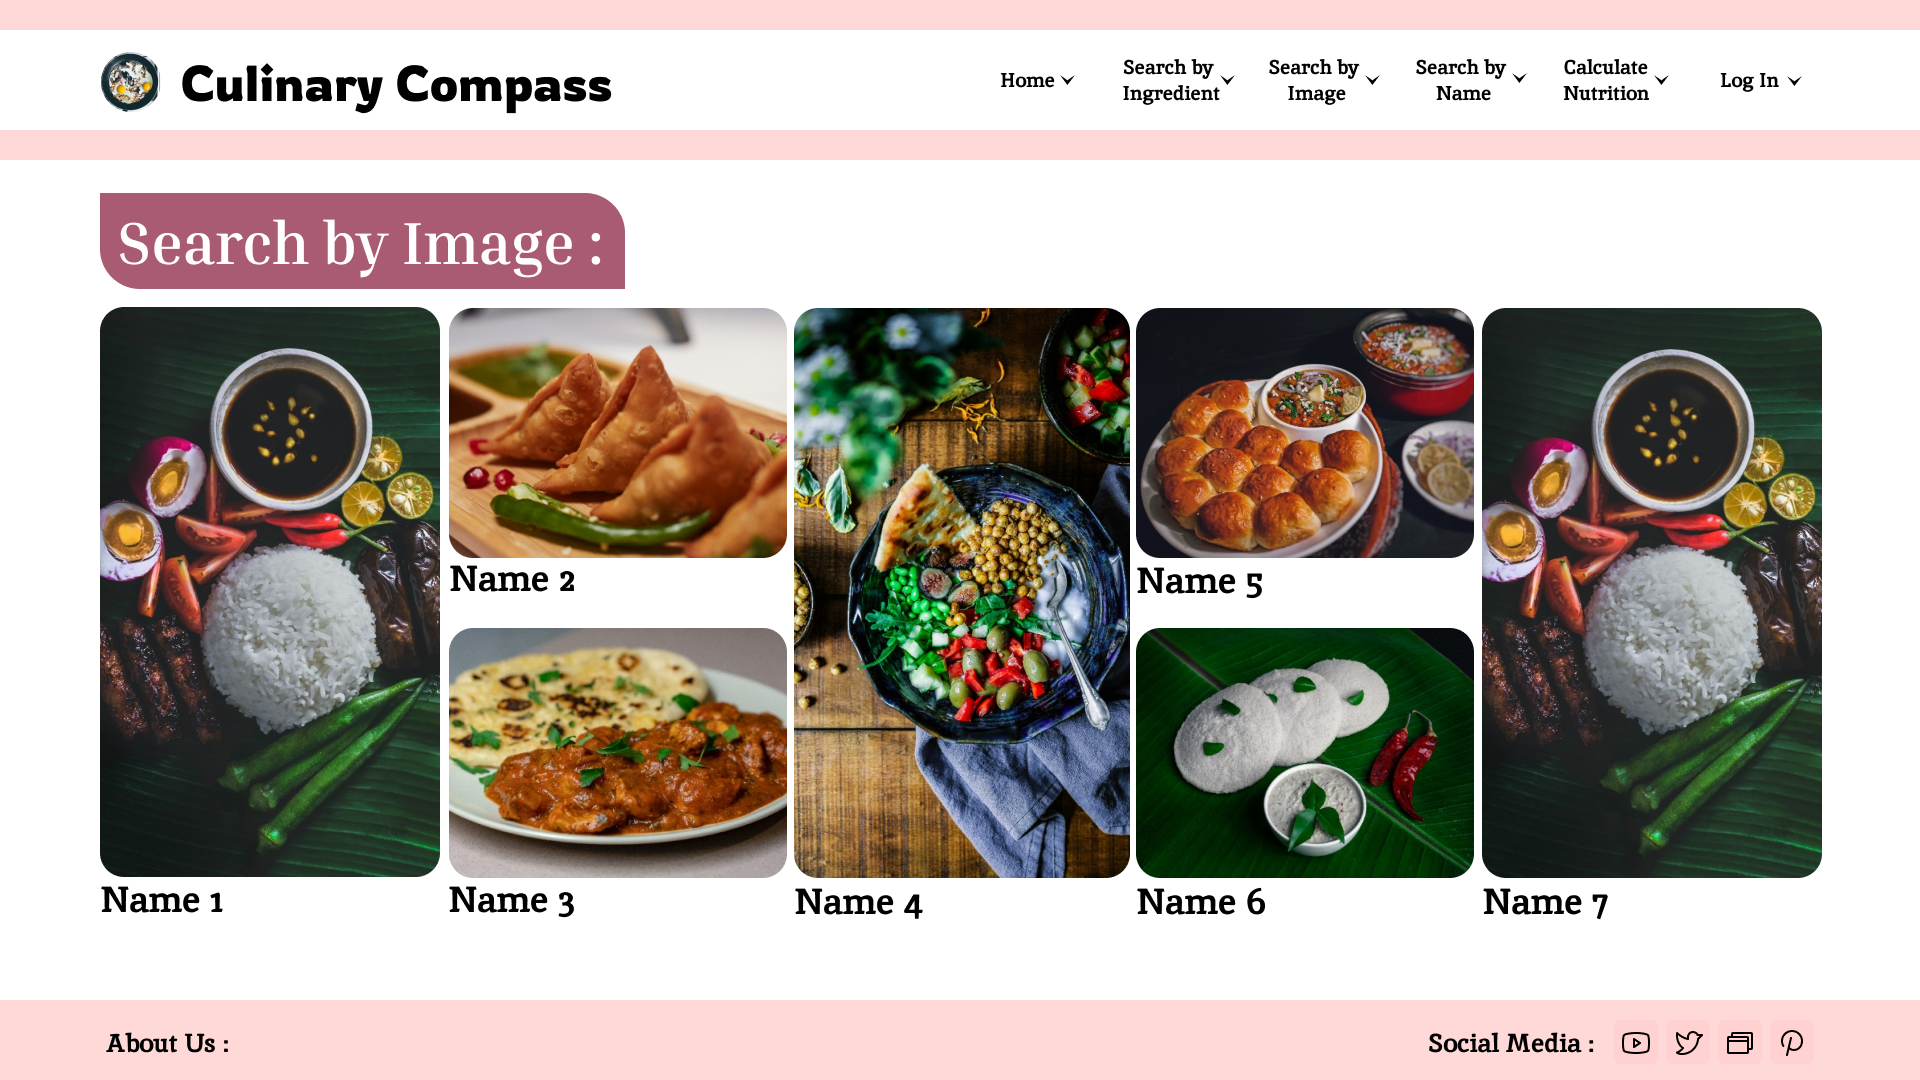 Culinary Compass
Home
Search by
Ingredient
Search by
Image
Search by
Name
Calculate
Nutrition
Log In
Search by Image :
Name 1
Name 2
Name 3
Name 4
Name 5
Name 6
Name 7
About Us :
Social Media :